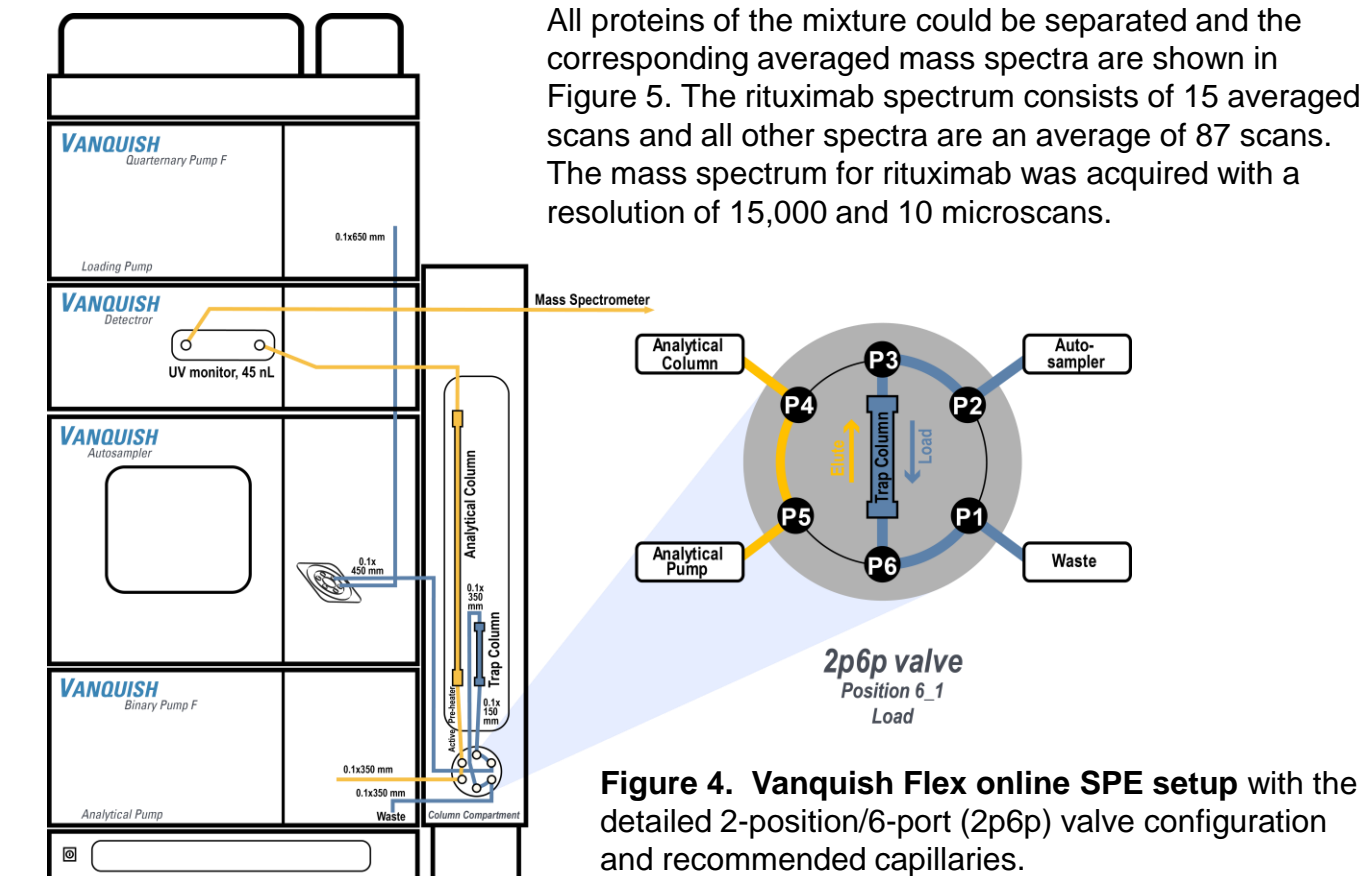 All proteins of the mixture could be separated and the
corresponding averaged mass spectra are shown in
Figure 5. The rituximab spectrum consists of 15 averaged
scans and all other spectra are an average of 87 scans.
The mass spectrum for rituximab was acquired with a
resolution of 15,000 and 10 microscans.
VANQUISH
Quarternary Pump F
0.1x650 mm
Loading Pump
VANQUISH
Detectror
UV monitor, 45 nL
Mass Spectrometer
VANQUISH
Autosampler
0.1x
450 mm
Analytical Column
0.1x
350
mm
Trap Column
0.1x
150
mm
Active Pre-heater
VANQUISH
Binary Pump F
0.1x350 mm
0.1x350 mm
Waste
Analytical Pump
Column Compartment
Analytical
Column
Auto-
sampler
P3
P4
P2
Elute
Trap Column
Load
P5
P1
P6
Analytical
Pump
Waste
2p6p valve
Position 6_1
Load
Figure 4. Vanquish Flex online SPE setup with the
detailed 2-position/6-port (2p6p) valve configuration
and recommended capillaries.